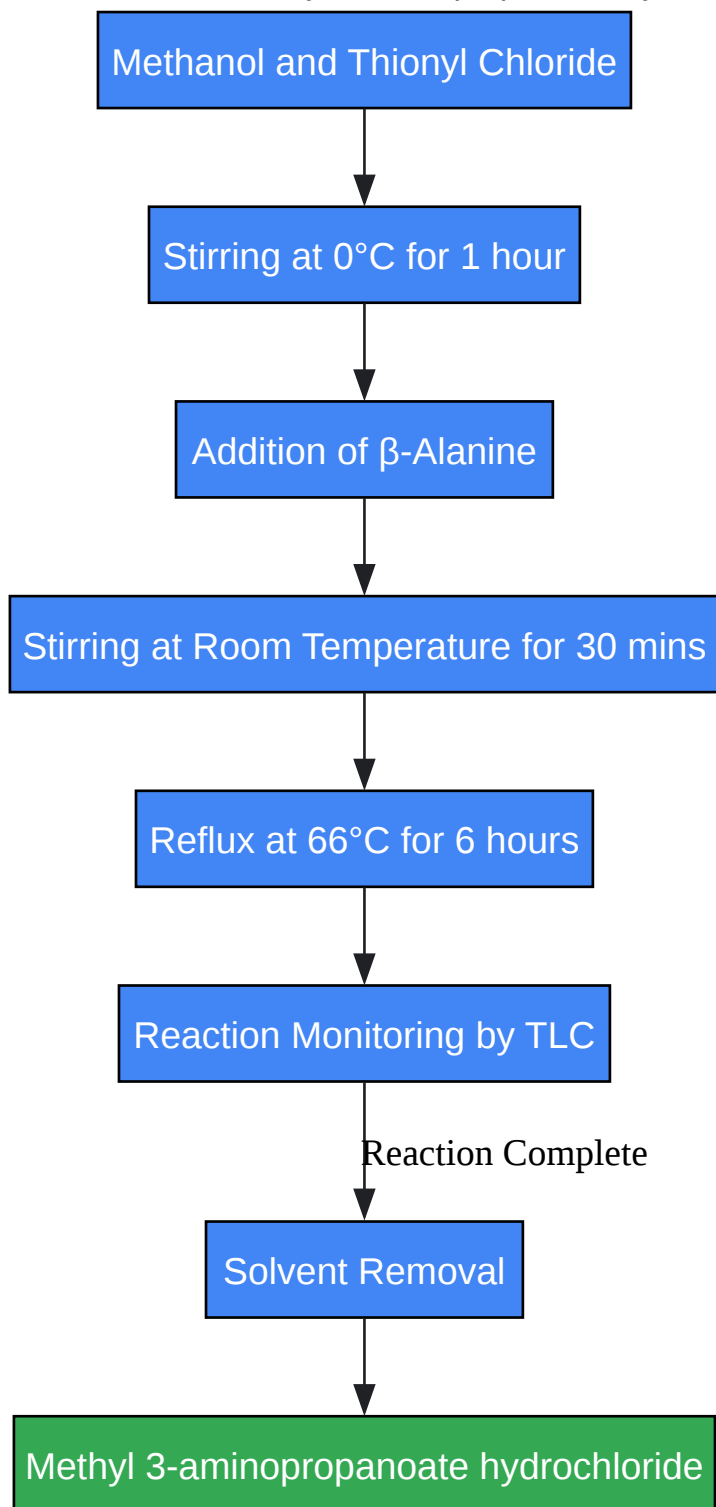 Methanol and Thionyl Chloride
Stirring at 0°C for 1 hour
Addition of β-Alanine
Stirring at Room Temperature for 30 mins
Reflux at 66°C for 6 hours
Reaction Monitoring by TLC
Reaction Complete
Solvent Removal
Methyl 3-aminopropanoate hydrochloride